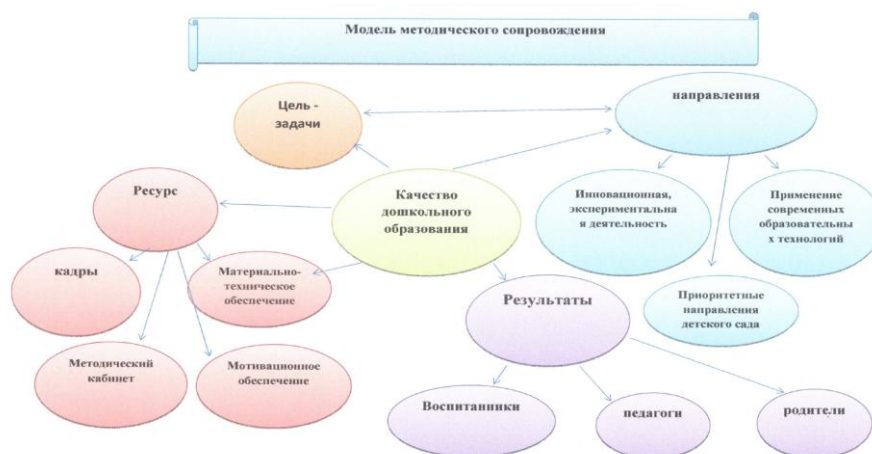 Модель методического сопровождения
Цель -
задачи
направления
Ресурс
Качество
дошкольного
образования
Инновационная,
экспериментальна
я деятельность
Применение
современных
образовательны
х технологий
кадры
Материально-
техническое
обеспечение
Результаты
Приоритетные
направления
детского сада
Методический
кабинет
Мотивационное
обеспечение
Воспитанники
педагоги
родители